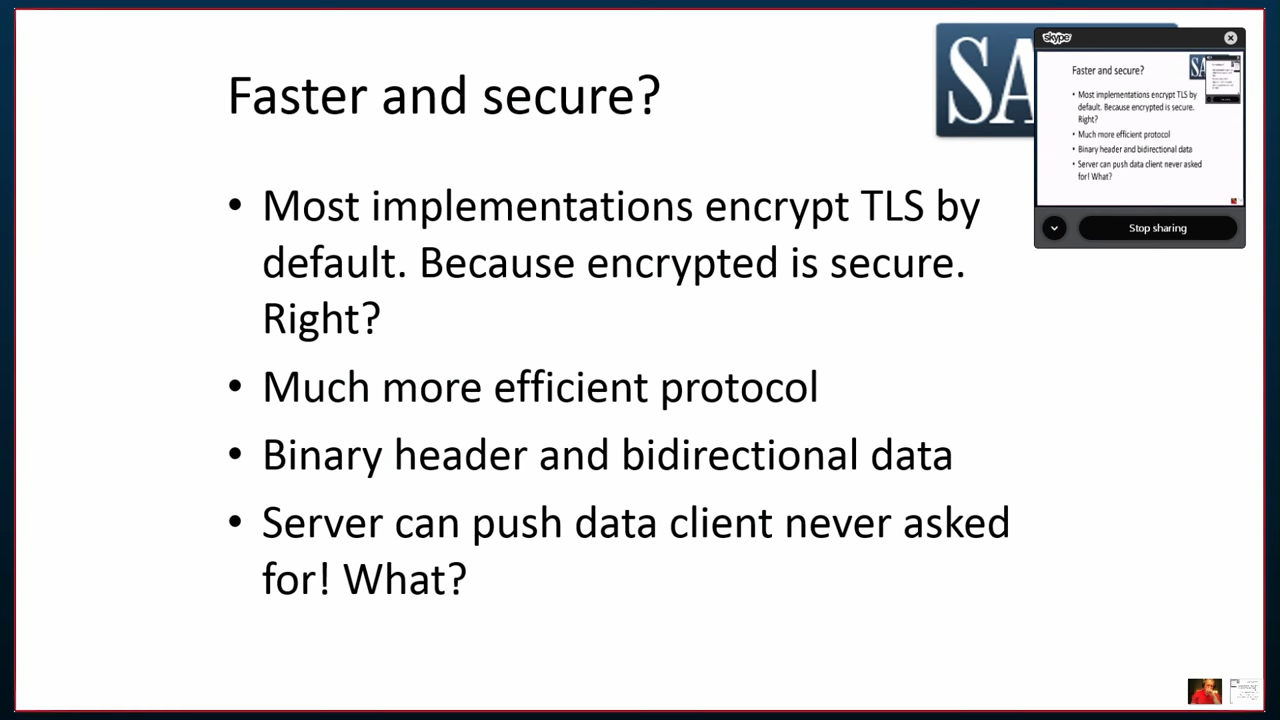 Faster and secure?
SA
• Most implementations encrypt TLS by
default. Because encrypted is secure.
Right?
• Much more efficient protocol
• Binary header and bidirectional data
• Server can push data client never asked
for! What?
skype
Faster and secure?
SA
• Most implementations encrypt TLS by
default. Because encrypted is secure.
Right?
• Much more efficient protocol
• Binary header and bidirectional data
• Server can push data client never asked
for! What?
Stop sharing